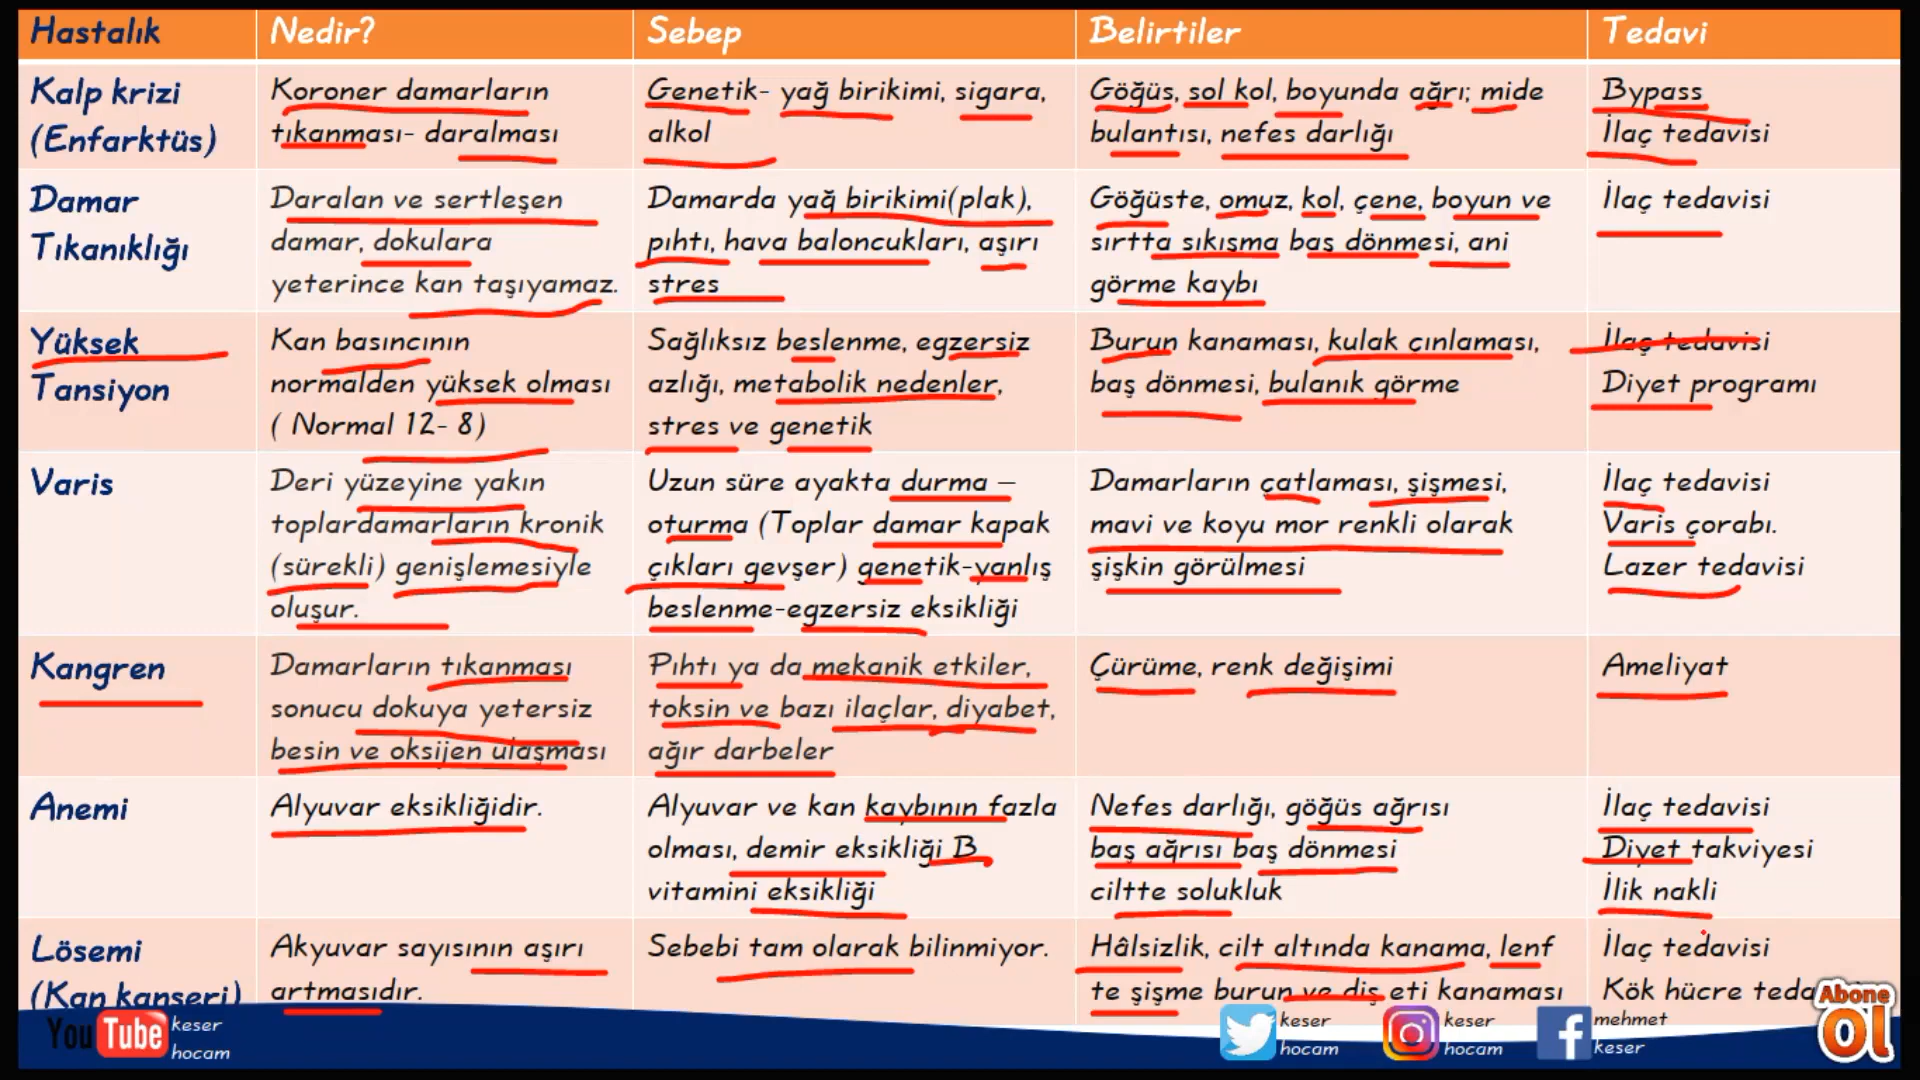 Hastalık Nedir? Sebep Belirtiler Tedavi
Kalp krizi
(Enfarktüs)
Koroner damarların
tıkanması- daralması
Genetik- yağ birikimi, sigara,
alkol
Göğüs, sol kol, boyunda ağrı; mide
bulantısı, nefes darlığı
Bypass
İlaç tedavisi
Damar
Tıkanıklığı
Daralan ve sertleşen
damar, dokulara
yeterince kan taşıyamaz.
Damarda yağ birikimi(plak),
pıhtı, hava baloncukları, aşırı
stres
Göğüste, omuz, kol, çene, boyun ve
sırtta sıkışma baş dönmesi, ani
görme kaybı
İlaç tedavisi
Yüksek
Tansiyon
Kan basıncının
normalden yüksek olması
( Normal 12- 8)
Sağlıksız beslenme, egzersiz
azlığı, metabolik nedenler,
stres ve genetik
Burun kanaması, kulak çınlaması,
baş dönmesi, bulanık görme
İlaç tedavisi
Diyet programı
Varis
Deri yüzeyine yakın
toplardamarların kronik
(sürekli) genişlemesiyle
oluşur.
Uzun süre ayakta durma –
oturma (Toplar damar kapak
çıkları gevşer) genetik-yanlış
beslenme-egzersiz eksikliği
Damarların çatlaması, şişmesi,
mavi ve koyu mor renkli olarak
şişkin görülmesi
İlaç tedavisi
Varis çorabı.
Lazer tedavisi
Kangren
Damarların tıkanması
sonucu dokuya yetersiz
besin ve oksijen ulaşması
Pıhtı ya da mekanik etkiler,
toksin ve bazı ilaçlar, diyabet,
ağır darbeler
Çürüme, renk değişimi
Ameliyat
Anemi
Alyuvar eksikliğidir.
Alyuvar ve kan kaybının fazla
olması, demir eksikliği B
vitamini eksikliği
Nefes darlığı, göğüs ağrısı
baş ağrısı baş dönmesi
ciltte solukluk
İlaç tedavisi
Diyet takviyesi
İlik nakli
Lösemi
(Kan kanseri)
Akyuvar sayısının aşırı
artmasıdır.
Sebebi tam olarak bilinmiyor.
Hâlsizlik, cilt altında kanama, lenf
te şişme burun ve diş eti kanaması
İlaç tedavisi
Kök hücre
Abone
Ol
YouTube
keser
hocam
keser
hocam
keser
hocam
mehmet
keser